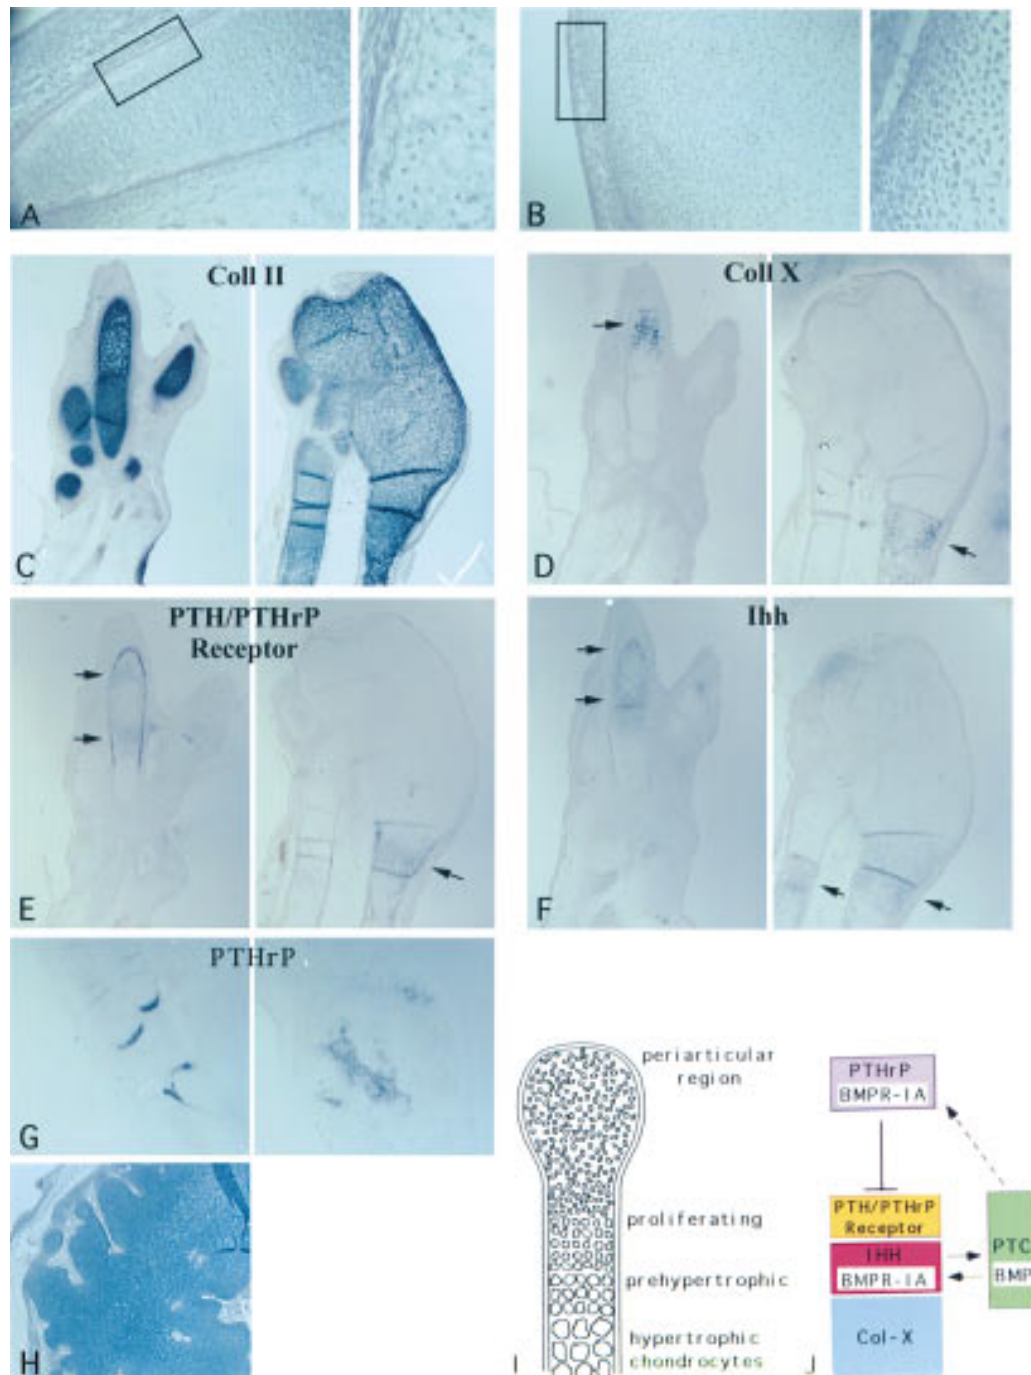 A
B
Coll II
C
Coll X
D
PTH/PTHrP
Receptor
E
Ihh
F
PTHrP
G
H
periarticular
region
proliferating
prehypertrophic
hypertrophic
chondrocytes
I
PTHrP
BMPR-IA
PTH/PTHrP
Receptor
IHH
BMPR-IA
Col-X
PTC
BMP
J